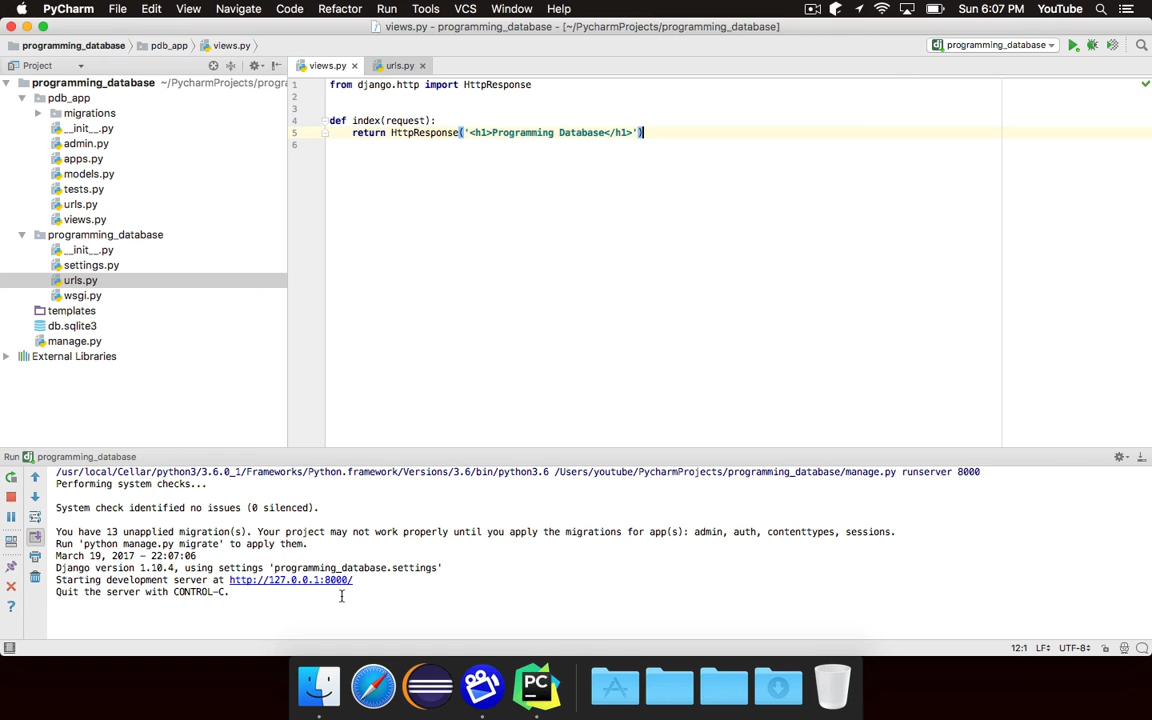 PyCharm File Edit View Navigate Code Refactor Run Tools VCS Window Help Sun 6:07 PM YouTube
views.py - programming_database - [~/PycharmProjects/programming_database]
programming_database pdb_app views.py programming_database
Project views.py urls.py
programming_database ~/PycharmProjects/progra
pdb_app
migrations
__init__.py
admin.py
apps.py
models.py
tests.py
urls.py
views.py
programming_database
__init__.py
settings.py
urls.py
wsgi.py
templates
db.sqlite3
manage.py
External Libraries
1 from django.http import HttpResponse
2
3
4 def index(request):
5 return HttpResponse('<h1>Programming Database</h1>')
6
Run programming_database
/usr/local/Cellar/python3/3.6.0_1/Frameworks/Python.framework/Versions/3.6/bin/python3.6 /Users/youtube/PycharmProjects/programming_database/manage.py runserver 8000
Performing system checks...
System check identified no issues (0 silenced).
You have 13 unapplied migration(s). Your project may not work properly until you apply the migrations for app(s): admin, auth, contenttypes, sessions.
Run 'python manage.py migrate' to apply them.
March 19, 2017 - 22:07:06
Django version 1.10.4, using settings 'programming_database.settings'
Starting development server at http://127.0.0.1:8000/
Quit the server with CONTROL-C.
12:1 LF UTF-8
PC